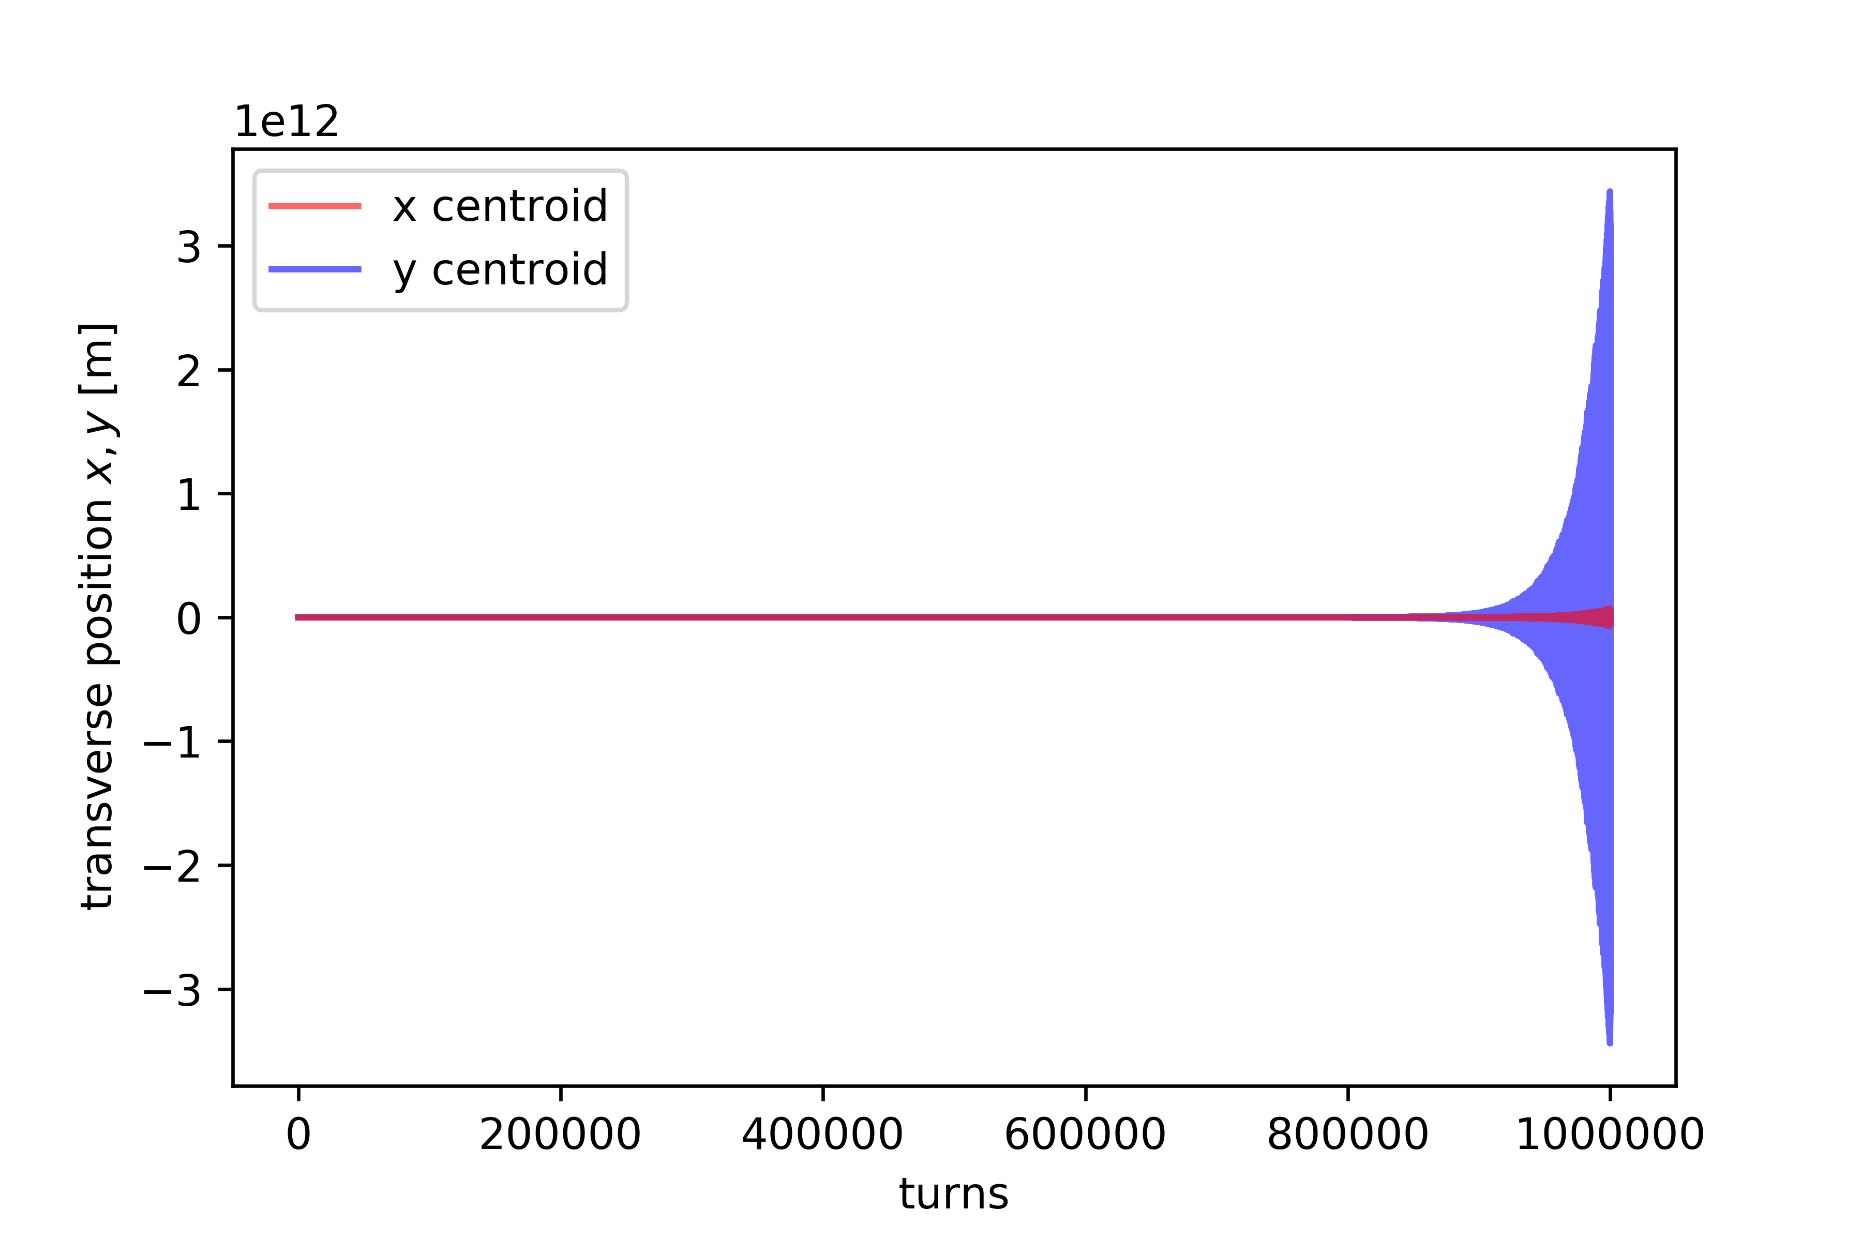 1e12
x centroid
y centroid
3
2
1
0
−1
−2
−3
transverse position x, y [m]
0 200000 400000 600000 800000 1000000
turns